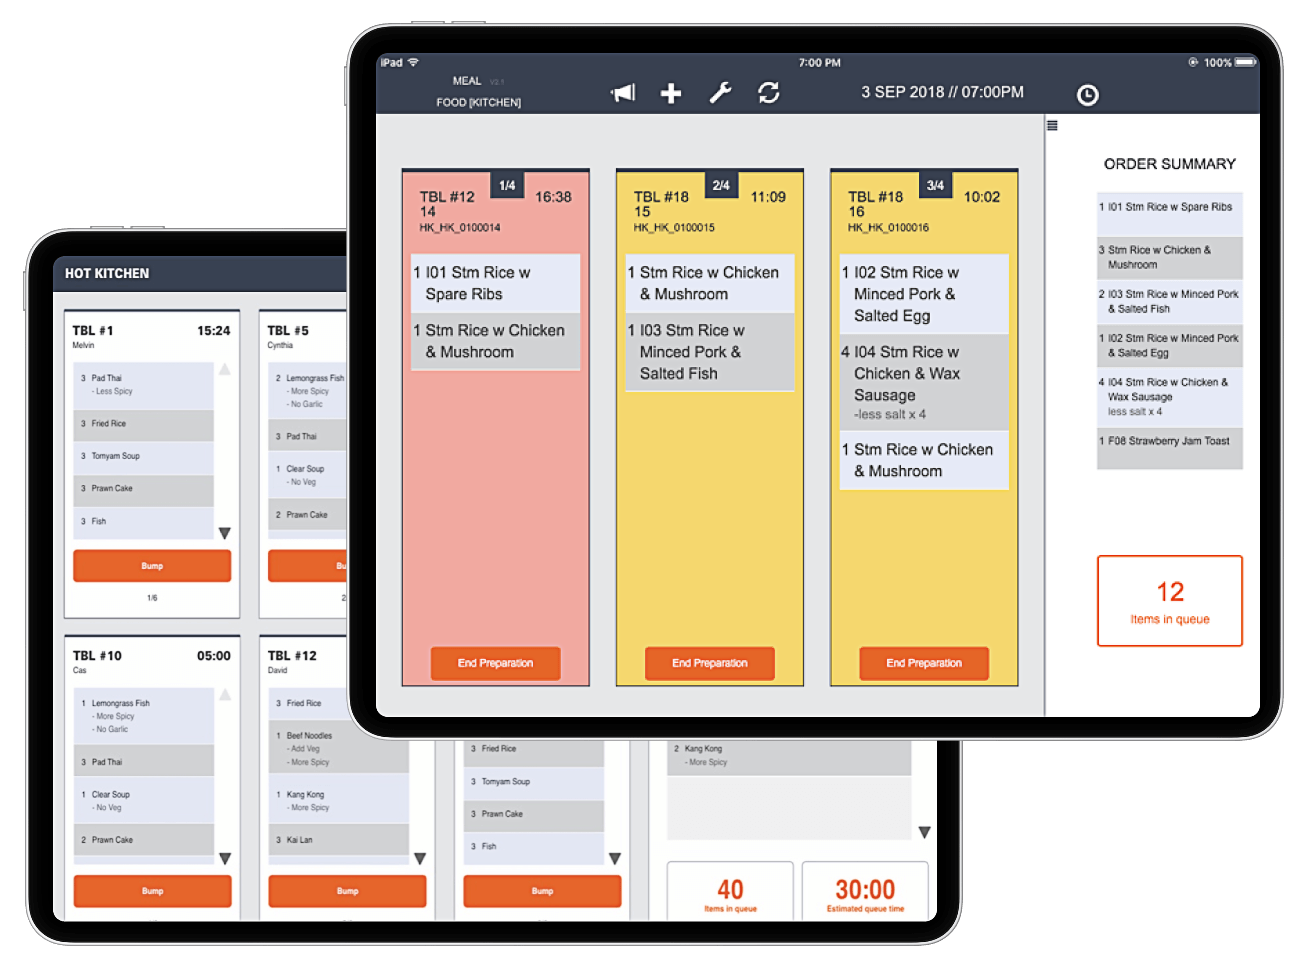 iPad
7:00 PM
100%
MEAL V2.1
FOOD [KITCHEN]
3 SEP 2018 // 07:00PM
1/4
TBL #12 16:38
14
HK_HK_0100014
1 I01 Stm Rice w
Spare Ribs
1 Stm Rice w Chicken
& Mushroom
End Preparation
2/4
TBL #18 11:09
15
HK_HK_0100015
1 Stm Rice w Chicken
& Mushroom
1 I03 Stm Rice w
Minced Pork &
Salted Fish
End Preparation
3/4
TBL #18 10:02
16
HK_HK_0100016
1 I02 Stm Rice w
Minced Pork &
Salted Egg
4 I04 Stm Rice w
Chicken & Wax
Sausage
-less salt x 4
1 Stm Rice w Chicken
& Mushroom
End Preparation
ORDER SUMMARY
1 I01 Stm Rice w Spare Ribs
3 Stm Rice w Chicken &
Mushroom
2 I03 Stm Rice w Minced Pork
& Salted Fish
1 I02 Stm Rice w Minced Pork
& Salted Egg
4 I04 Stm Rice w Chicken &
Wax Sausage
less salt x 4
1 F08 Strawberry Jam Toast
12
Items in queue
HOT KITCHEN
TBL #1 15:24
Melvin
3 Pad Thai
- Less Spicy
3 Fried Rice
3 Tomyam Soup
3 Prawn Cake
3 Fish
Bump
1/6
TBL #5
Cynthia
2 Lemongrass Fish
- More Spicy
- No Garlic
3 Pad Thai
1 Clear Soup
- No Veg
2 Prawn Cake
Bu
2
TBL #10 05:00
Cas
1 Lemongrass Fish
- More Spicy
- No Garlic
3 Pad Thai
1 Clear Soup
- No Veg
2 Prawn Cake
Bump
TBL #12
David
3 Fried Rice
1 Beef Noodles
- Add Veg
- More Spicy
1 Kang Kong
- More Spicy
3 Kai Lan
Bump
3 Fried Rice
3 Tomyam Soup
3 Prawn Cake
3 Fish
Bump
2 Kang Kong
- More Spicy
40
Items in queue
30:00
Estimated queue time